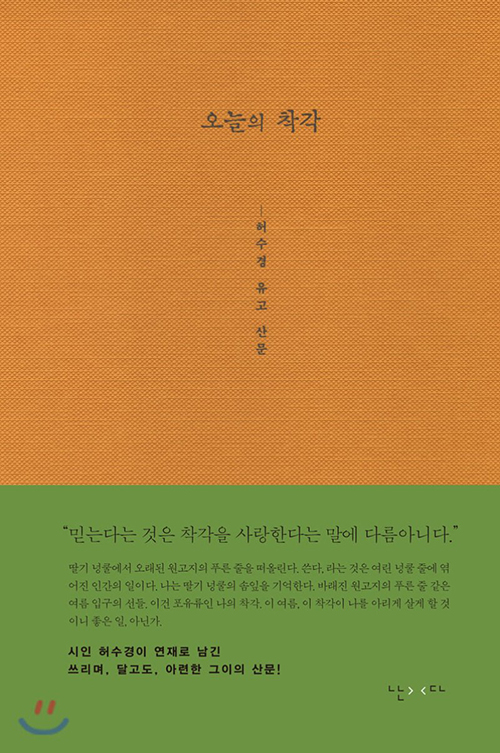 오늘의 착각
—허수경 유고 산문
“믿는다는 것은 착각을 사랑한다는 말에 다름아니다.”
딸기 넝쿨에서 오래된 원고지의 푸른 줄을 떠올린다. 쓴다, 라는 것은 여린 넝쿨 줄에 엮
어진 인간의 일이다. 나는 딸기 넝쿨의 솜잎을 기억한다. 바래진 원고지의 푸른 줄 같은
여름 입구의 선들. 이건 포유류인 나의 착각. 이 여름, 이 착각이 나를 아리게 살게 할 것
이니 좋은 일, 아닌가.
시인 허수경이 연재로 남긴
쓰리며, 달고도, 아련한 그이의 산문!
난다